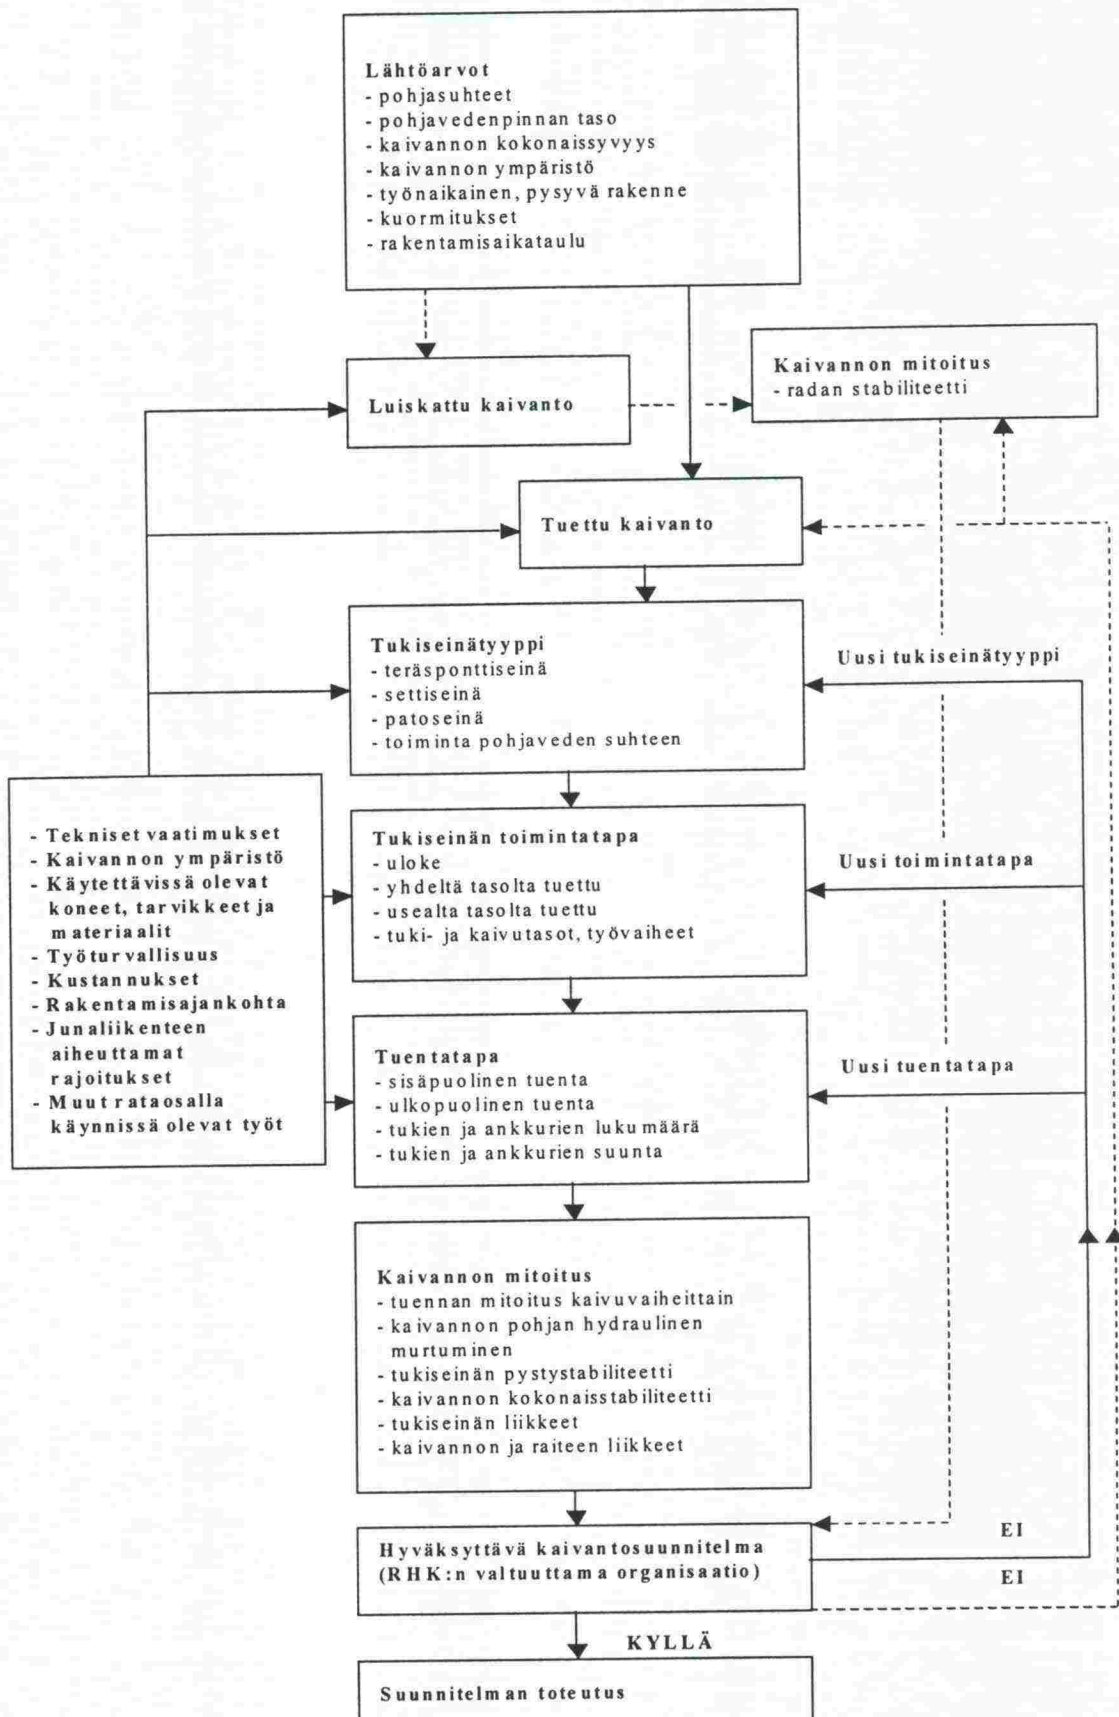 Lähtöarvot
- pohjasuhteet
- pohjavedenpinnan taso
- kaivannon kokonaissyvyys
- kaivannon ympäristö
- työnaikainen, pysyvä rakenne
- kuormitukset
- rakentamisaikataulu
Kaivannon mitoitus
- radan stabiliteetti
Luiskattu kaivanto
Tuettu kaivanto
Tukiseinätyyppi
- teräsponttiseinä
- settiseinä
- patoseinä
- toiminta pohjaveden suhteen
Uusi tukiseinätyyppi
- Tekniset vaatimukset
- Kaivannon ympäristö
- Käytettävissä olevat
koneet, tarvikkeet ja
materiaalit
- Työturvallisuus
- Kustannukset
- Rakentamisajankohta
- Junaliikenteen
aiheuttamat
rajoitukset
- Muut rataosalla
käynnissä olevat työt
Tukiseinän toimintatapa
- uloke
- yhdeltä tasolta tuettu
- usealta tasolta tuettu
- tuki- ja kaivutasot, työvaiheet
Uusi toimintatapa
Tuentatapa
- sisäpuolinen tuenta
- ulkopuolinen tuenta
- tukien ja ankkurien lukumäärä
- tukien ja ankkurien suunta
Uusi tuentatapa
Kaivannon mitoitus
- tuennan mitoitus kaivuvaiheittain
- kaivannon pohjan hydraulinen
murtuminen
- tukiseinän pystystabiliteetti
- kaivannon kokonaisstabiliteetti
- tukiseinän liikkeet
- kaivannon ja raiteen liikkeet
Hyväksyttävä kaivantosuunnitelma
(RHK:n valtuuttama organisaatio)
EI
EI
KYLLÄ
Suunnitelman toteutus